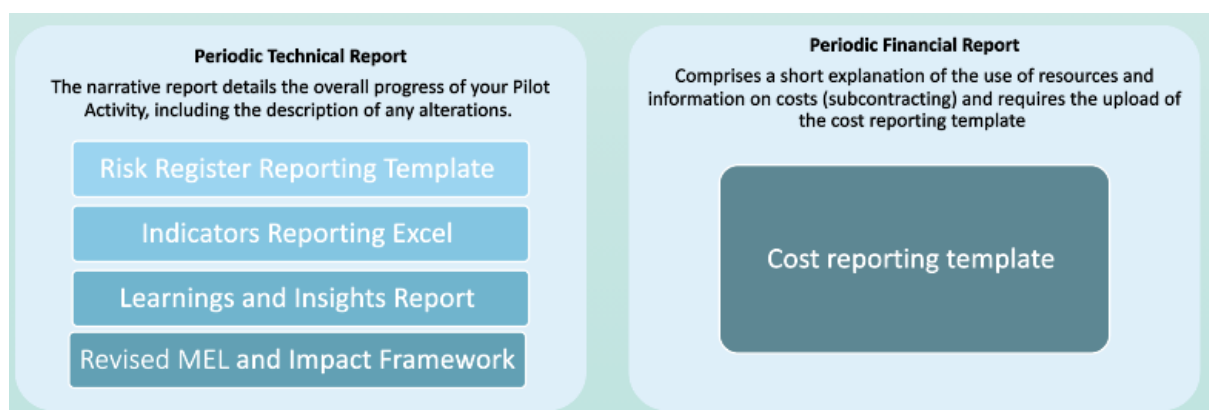 Periodic Technical Report
The narrative report details the overall progress of your Pilot
Activity, including the description of any alterations.
Risk Register Reporting Template
Indicators Reporting Excel
Learnings and Insights Report
Revised MEL and Impact Framework
Periodic Financial Report
Comprises a short explanation of the use of resources and
information on costs (subcontracting) and requires the upload of
the cost reporting template
Cost reporting template